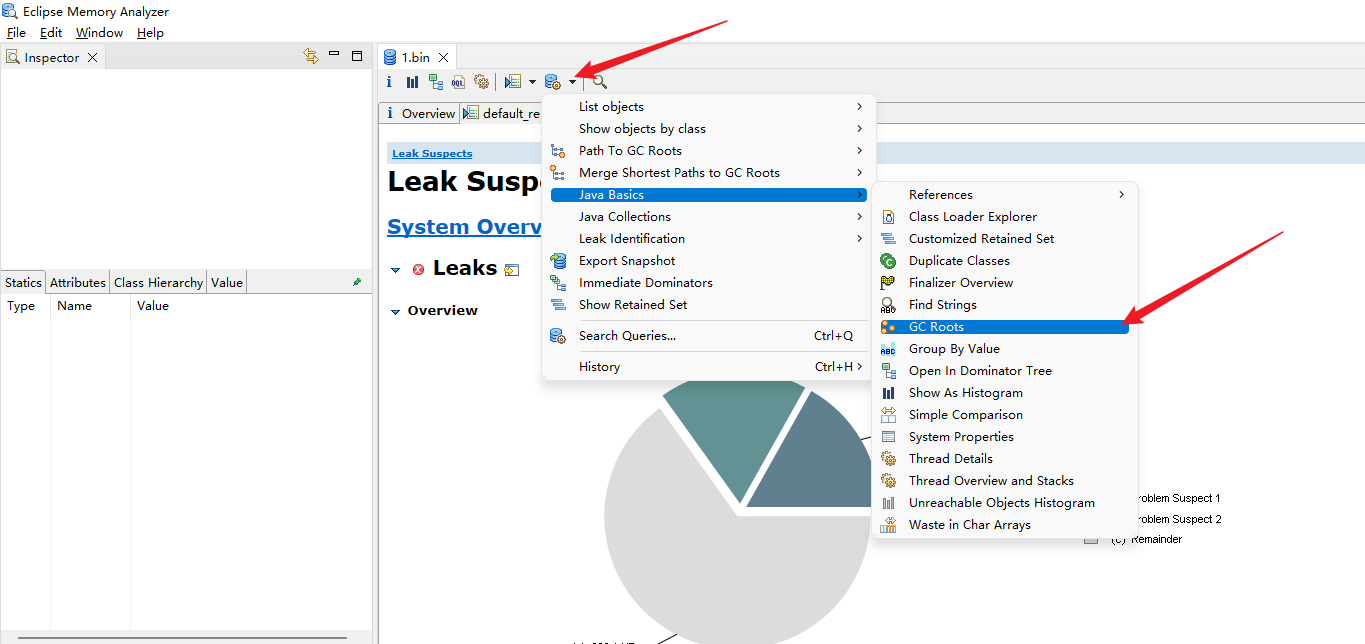 Eclipse Memory Analyzer
File Edit Window Help
Inspector
1.bin
i OQL
i Overview default_re
Leak Suspects
Leak Susp
System Overv
Leaks
Overview
Statics Attributes Class Hierarchy Value
Type Name Value
List objects
Show objects by class
Path To GC Roots
Merge Shortest Paths to GC Roots
Java Basics
Java Collections
Leak Identification
Export Snapshot
Immediate Dominators
Show Retained Set
Search Queries... Ctrl+Q
History Ctrl+H
References
Class Loader Explorer
Customized Retained Set
Duplicate Classes
Finalizer Overview
Find Strings
GC Roots
Group By Value
Open In Dominator Tree
Show As Histogram
Simple Comparison
System Properties
Thread Details
Thread Overview and Stacks
Unreachable Objects Histogram
Waste in Char Arrays
roblem Suspect 1
roblem Suspect 2
(c) Remainder